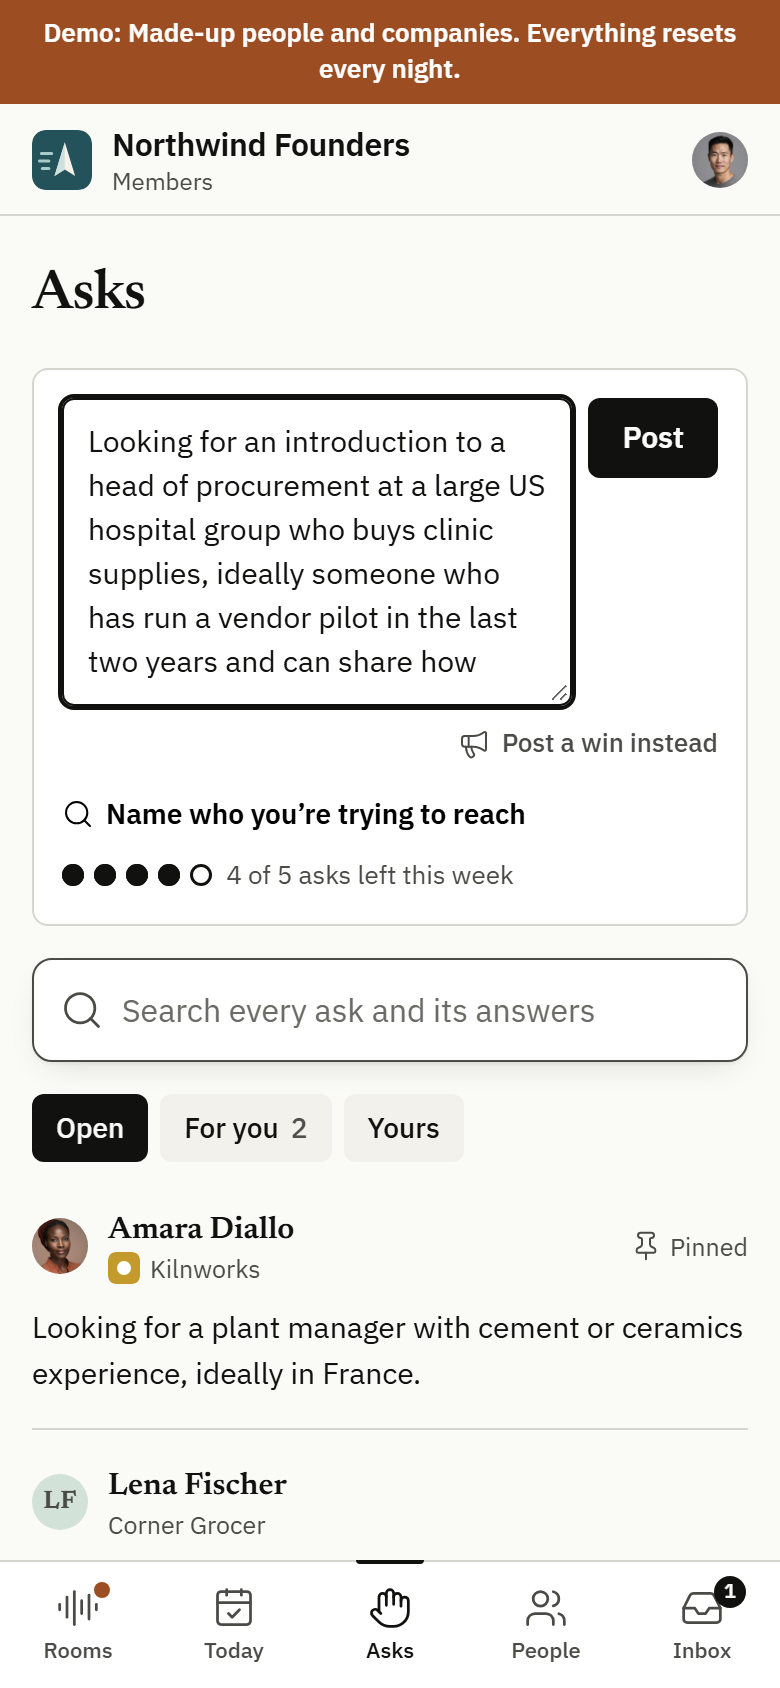 Demo: Made-up people and companies. Everything resets
every night.
Northwind Founders
Members
Asks
Looking for an introduction to a
head of procurement at a large US
hospital group who buys clinic
supplies, ideally someone who
has run a vendor pilot in the last
two years and can share how
Post
Post a win instead
Name who you’re trying to reach
4 of 5 asks left this week
Search every ask and its answers
Open
For you 2
Yours
Amara Diallo
Kilnworks
Pinned
Looking for a plant manager with cement or ceramics
experience, ideally in France.
LF
Lena Fischer
Corner Grocer
Rooms
Today
Asks
People
1
Inbox